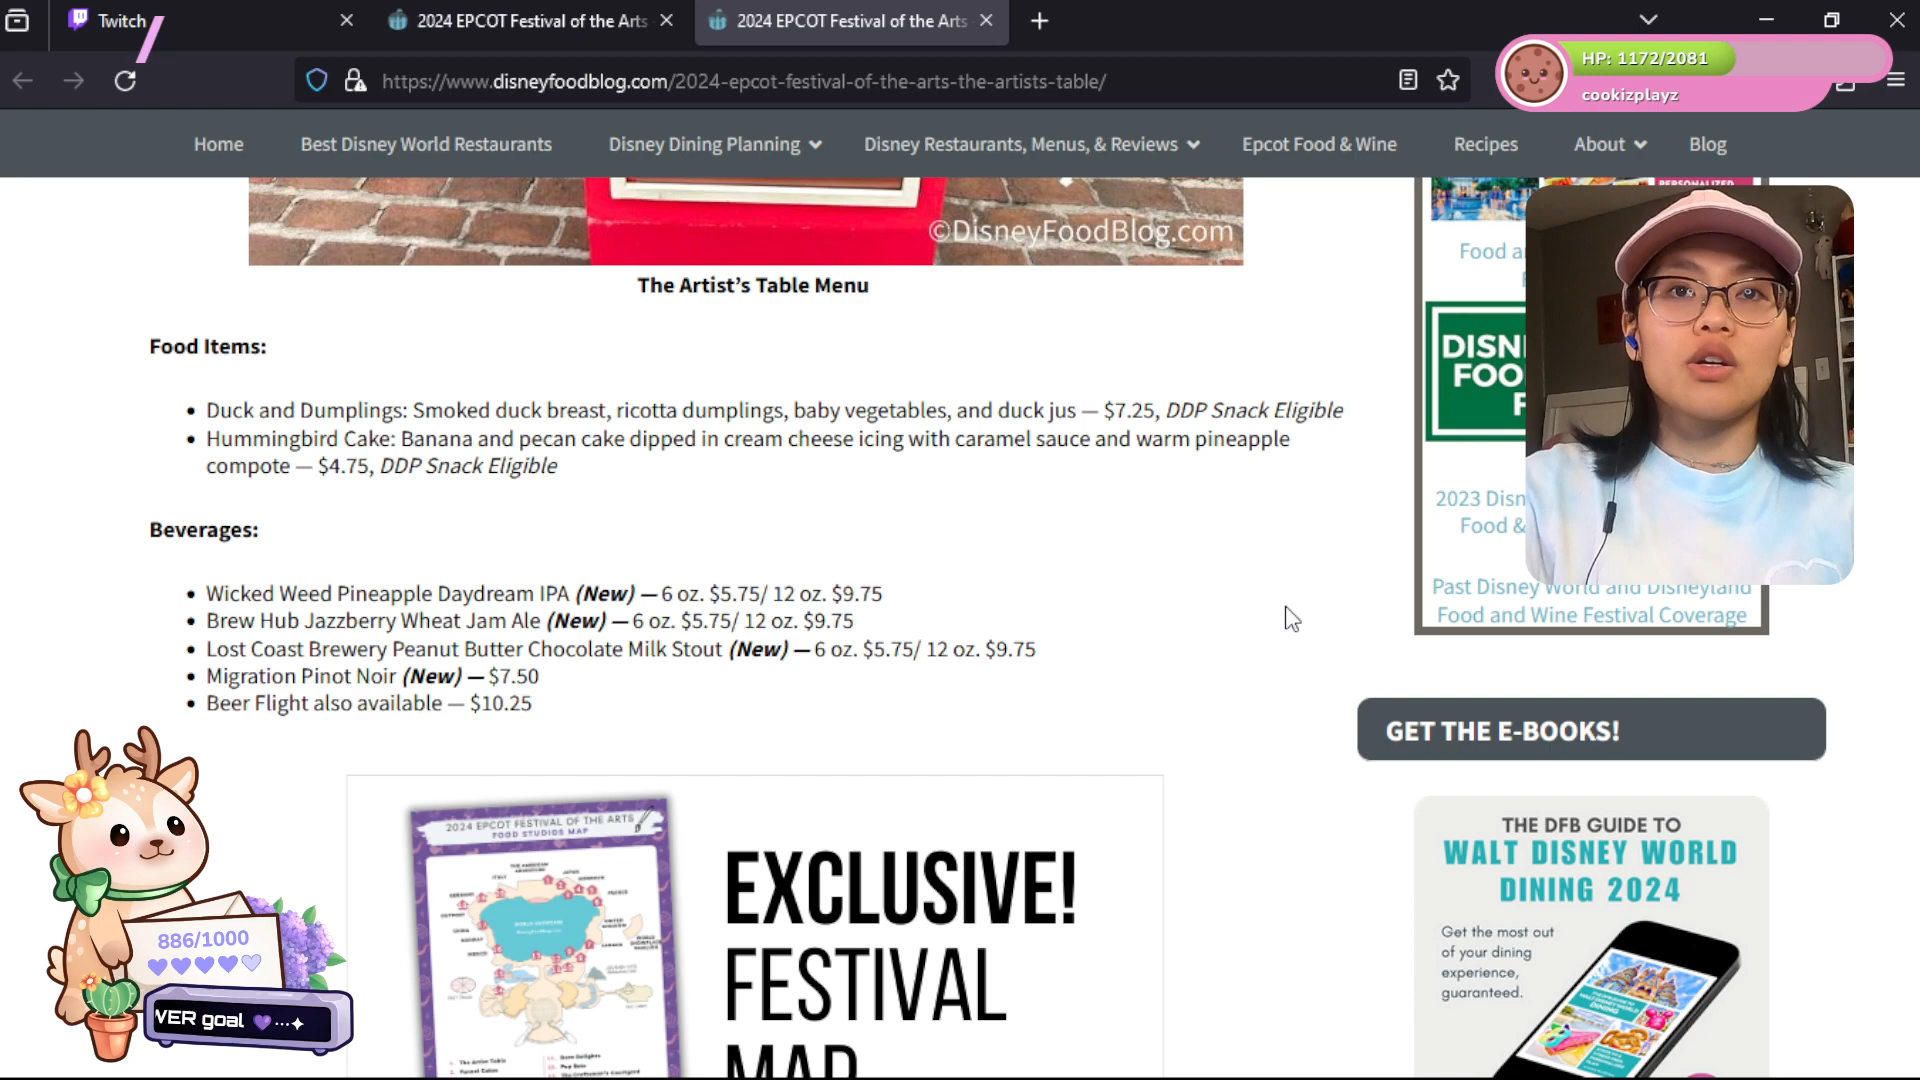 Twitch
2024 EPCOT Festival of the Arts
2024 EPCOT Festival of the Arts
https://www.disneyfoodblog.com/2024-epcot-festival-of-the-arts-the-artists-table/
HP: 1172/2081
cookizplayz
Home
Best Disney World Restaurants
Disney Dining Planning
Disney Restaurants, Menus, & Reviews
Epcot Food & Wine
Recipes
About
Blog
©DisneyFoodBlog.com
The Artist's Table Menu
Food Items:
• Duck and Dumplings: Smoked duck breast, ricotta dumplings, baby vegetables, and duck jus — $7.25, DDP Snack Eligible
• Hummingbird Cake: Banana and pecan cake dipped in cream cheese icing with caramel sauce and warm pineapple
compote — $4.75, DDP Snack Eligible
Beverages:
• Wicked Weed Pineapple Daydream IPA (New) — 6 oz. $5.75/ 12 oz. $9.75
• Brew Hub Jazzberry Wheat Jam Ale (New) — 6 oz. $5.75/ 12 oz. $9.75
• Lost Coast Brewery Peanut Butter Chocolate Milk Stout (New) — 6 oz. $5.75/ 12 oz. $9.75
• Migration Pinot Noir (New) — $7.50
• Beer Flight also available — $10.25
PERSONALIZED
Food
2023
Food &
Past Disney World and Disneyland
Food and Wine Festival Coverage
GET THE E-BOOKS!
THE DFB GUIDE TO
WALT DISNEY WORLD
DINING 2024
Get the most out
of your dining
experience,
guaranteed.
2024 EPCOT FESTIVAL OF THE ARTS
FOOD STUDIOS MAP
EXCLUSIVE!
FESTIVAL
MAP
886/1000
VER goal